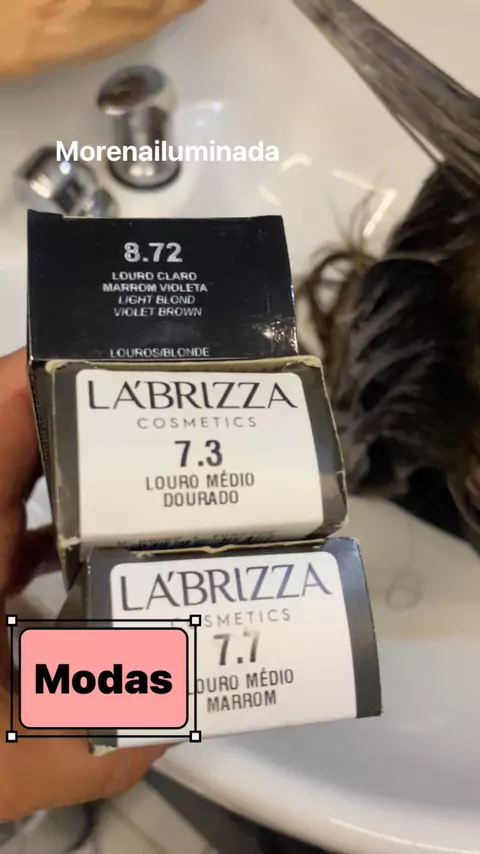 Morenailuminada
8.72
LOURO CLARO
MARROM VIOLETA
LIGHT BLOND
VIOLET BROWN
LOUROS/BLONDE
LA'BRIZZA
COSMETICS
7.3
LOURO MÉDIO
DOURADO
LA'BRIZZA
COSMETICS
7.7
LOURO MÉDIO
MARROM
Modas